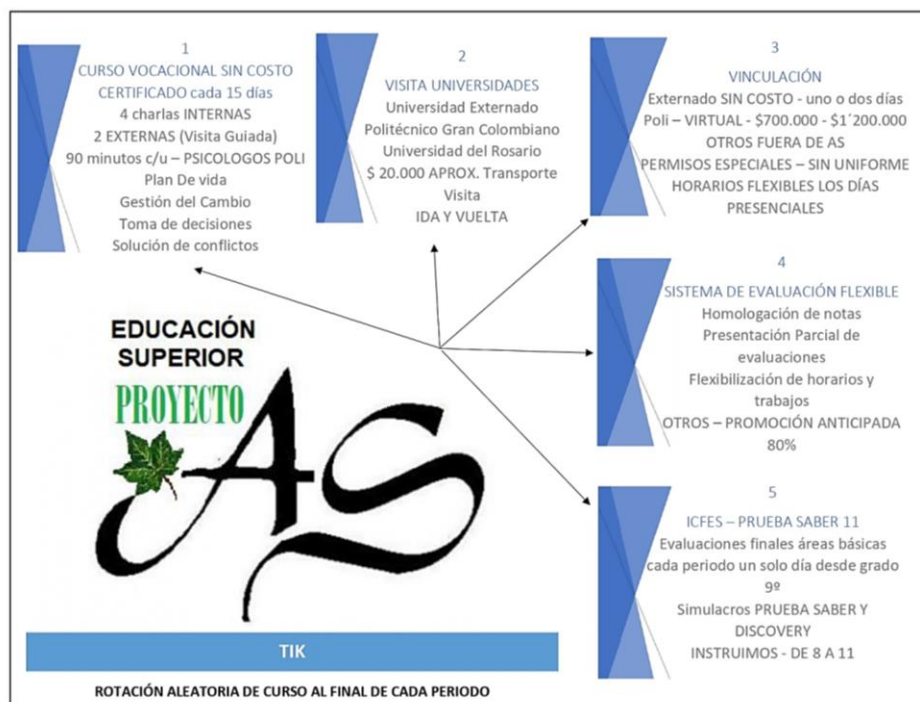 1
CURSO VOCACIONAL SIN COSTO
CERTIFICADO cada 15 días
4 charlas INTERNAS
2 EXTERNAS (Visita Guiada)
90 minutos c/u – PSICOLOGOS POLI
Plan De vida
Gestión del Cambio
Toma de decisiones
Solución de conflictos
2
VISITA UNIVERSIDADES
Universidad Externado
Politécnico Gran Colombiano
Universidad del Rosario
$ 20.000 APROX. Transporte
Visita
IDA Y VUELTA
3
VINCULACIÓN
Externado SIN COSTO - uno o dos días
Poli – VIRTUAL - $700.000 - $1´200.000
OTROS FUERA DE AS
PERMISOS ESPECIALES – SIN UNIFORME
HORARIOS FLEXIBLES LOS DÍAS
PRESENCIALES
4
SISTEMA DE EVALUACIÓN FLEXIBLE
Homologación de notas
Presentación Parcial de
evaluaciones
Flexibilización de horarios y
trabajos
OTROS – PROMOCIÓN ANTICIPADA
80%
5
ICFES – PRUEBA SABER 11
Evaluaciones finales áreas básicas
cada periodo un solo día desde grado
9º
Simulacros PRUEBA SABER Y
DISCOVERY
INSTRUIMOS - DE 8 A 11
EDUCACIÓN
SUPERIOR
PROYECTO
AS
TIK
ROTACIÓN ALEATORIA DE CURSO AL FINAL DE CADA PERIODO